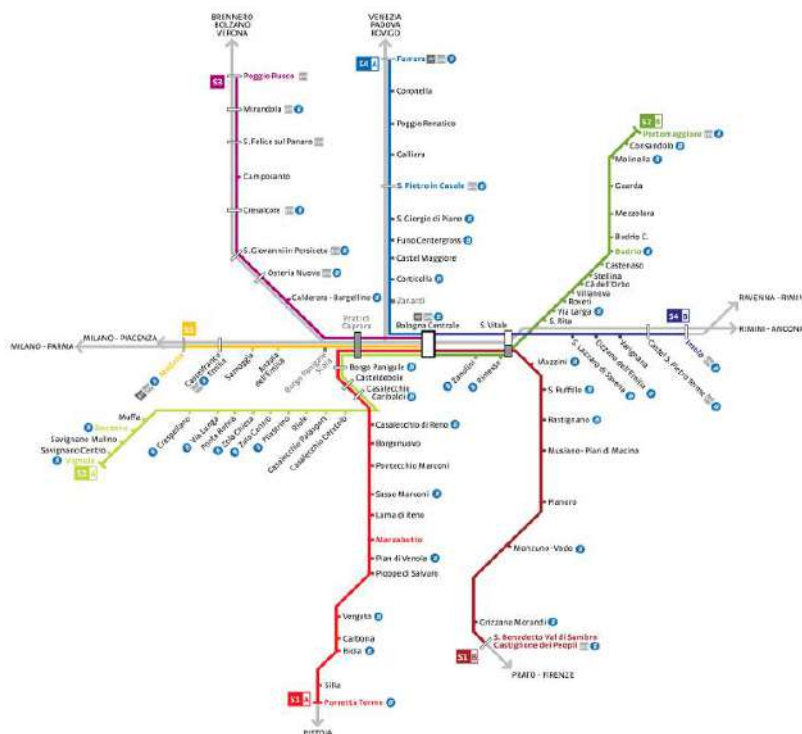 BRENNERO
BOLZANO
VERONA
VENEZIA
PADOVA
ROVIGO
S3
Poggio Rusco
Mirandola
S. Felice sul Panaro
Camposanto
Crevalcore
S. Giovanni in Persiceto
Osteria Nuova
Calderara - Bargellino
S4 A
Ferrara
Coronella
Poggio Renatico
Galliera
S. Pietro in Casale
S. Giorgio di Piano
Funo Centergross
Castel Maggiore
Corticella
Zanardi
Bologna Centrale
S2 B
Portomaggiore
Consandolo
Molinella
Guarda
Mezzolara
Budrio C.
Budrio
Castenaso
Stellina
Cà dell'Orbo
Villanova
Roveri
Via Larga
S. Rita
S. Vitale
S4 B
RAVENNA - RIMINI
RIMINI - ANCONA
Imola
Castel S. Pietro Terme
Varignana
Ozzano dell'Emilia
S. Lazzaro di Savena
MILANO - PARMA
MILANO - PIACENZA
S5
Modena
Castelfranco
Emilia
Samoggia
Anzola
dell'Emilia
Borgo Panigale
Scala
Prati di
Caprara
Borgo Panigale
Casteldebole
Casalecchio
Garibaldi
Zanolini
Rimesse
Mazzini
S. Ruffillo
Rastignano
Musiano - Pian di Macina
Pianoro
Monzuno - Vado
Grizzana Morandi
S. Benedetto Val di Sambro
Castiglione dei Pepoli
S1 B
PRATO - FIRENZE
Muffa
Bazzano
Savignano Mulino
Savignano Centro
Vignola
S2 A
Crespellano
Via Lunga
Ponte Ronca
Zola Chiesa
Zola Centro
Pilastrino
Riale
Casalecchio Palasport
Casalecchio Ceretolo
Casalecchio di Reno
Borgonuovo
Pontecchio Marconi
Sasso Marconi
Lama di Reno
Marzabotto
Pian di Venola
Pioppe di Salvaro
Vergato
Carbona
Riola
Silla
S1 A
Porretta Terme
PISTOIA